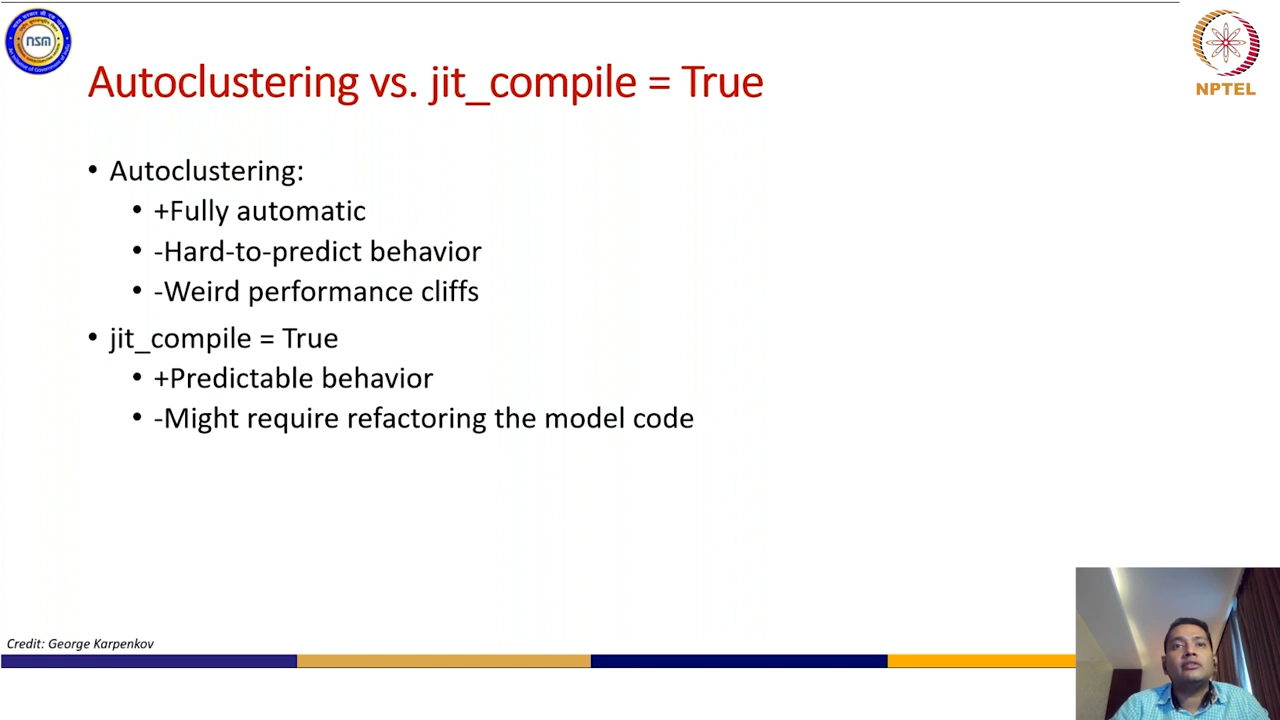 nsm
NPTEL
Autoclustering vs. jit_compile = True
• Autoclustering:
• +Fully automatic
• -Hard-to-predict behavior
• -Weird performance cliffs
• jit_compile = True
• +Predictable behavior
• -Might require refactoring the model code
Credit: George Karpenkov